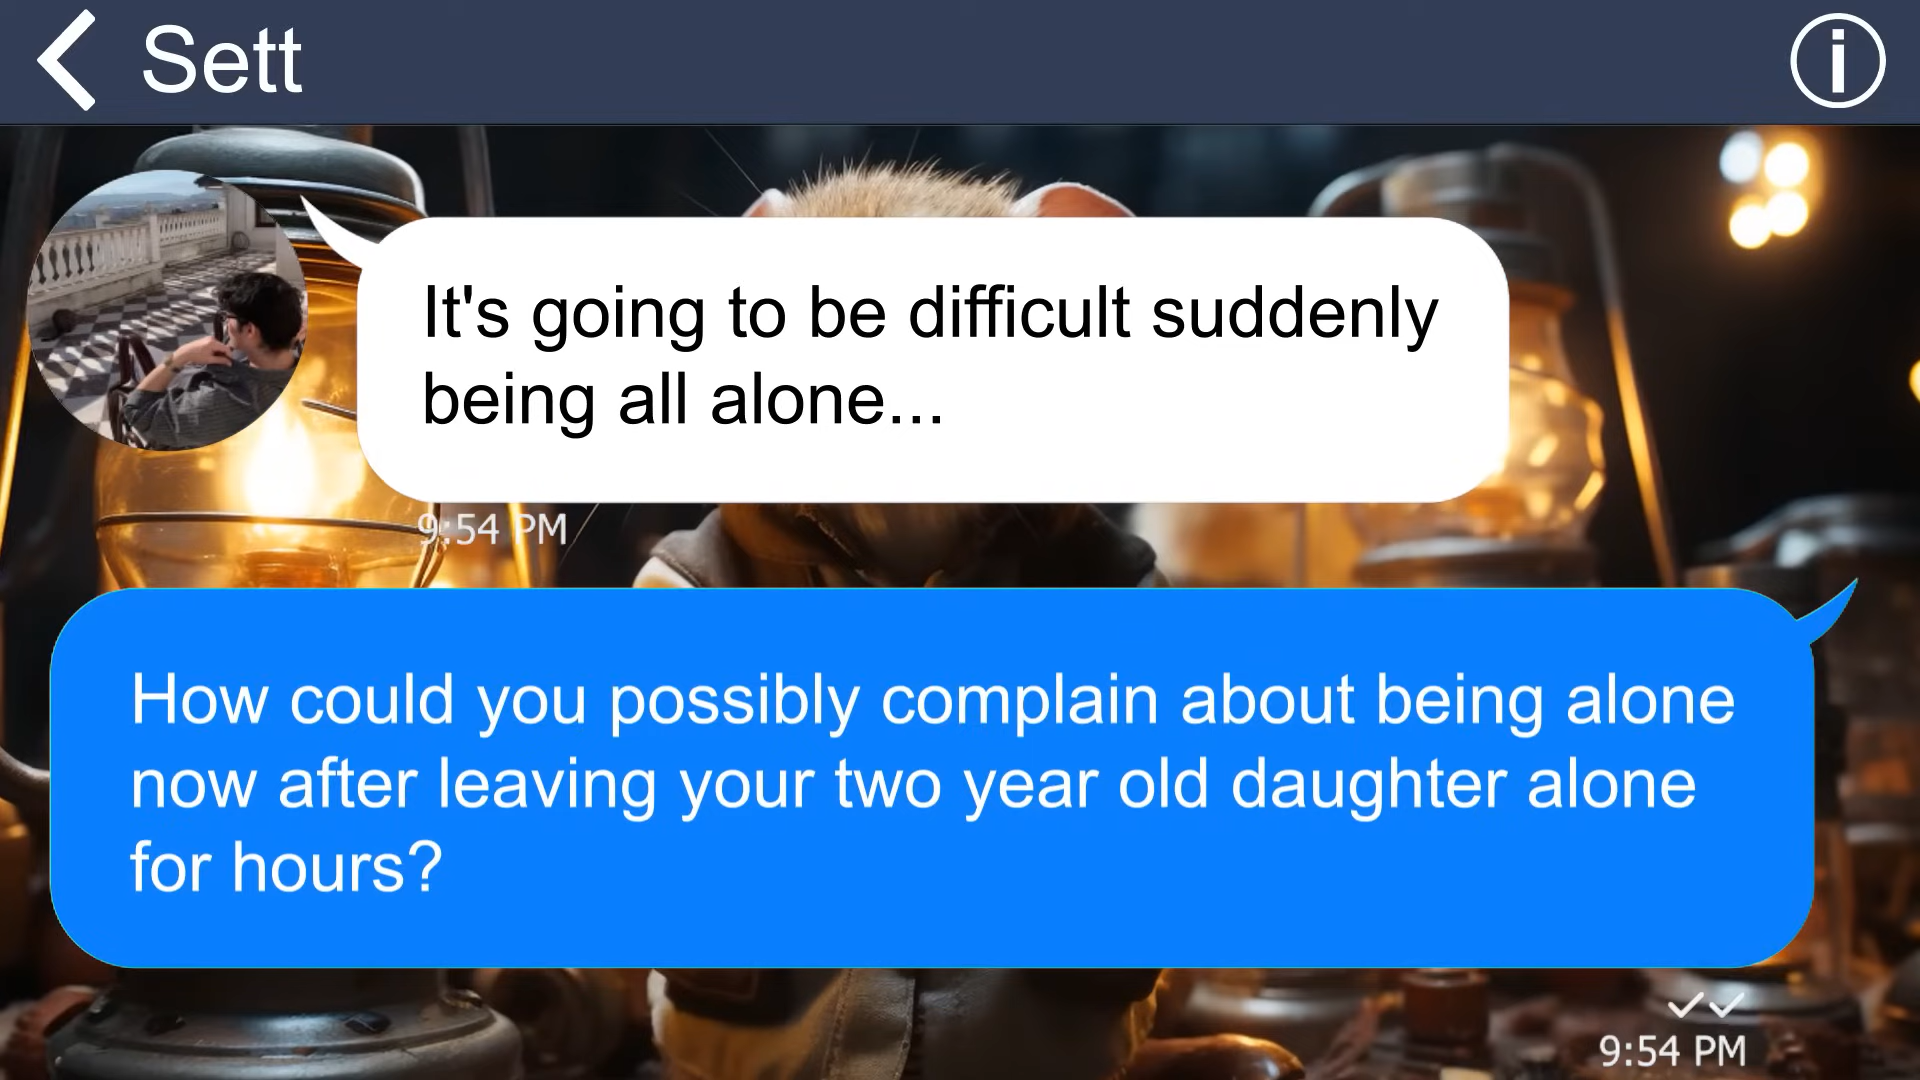 Sett
It's going to be difficult suddenly
being all alone...
9:54 PM
How could you possibly complain about being alone
now after leaving your two year old daughter alone
for hours?
9:54 PM